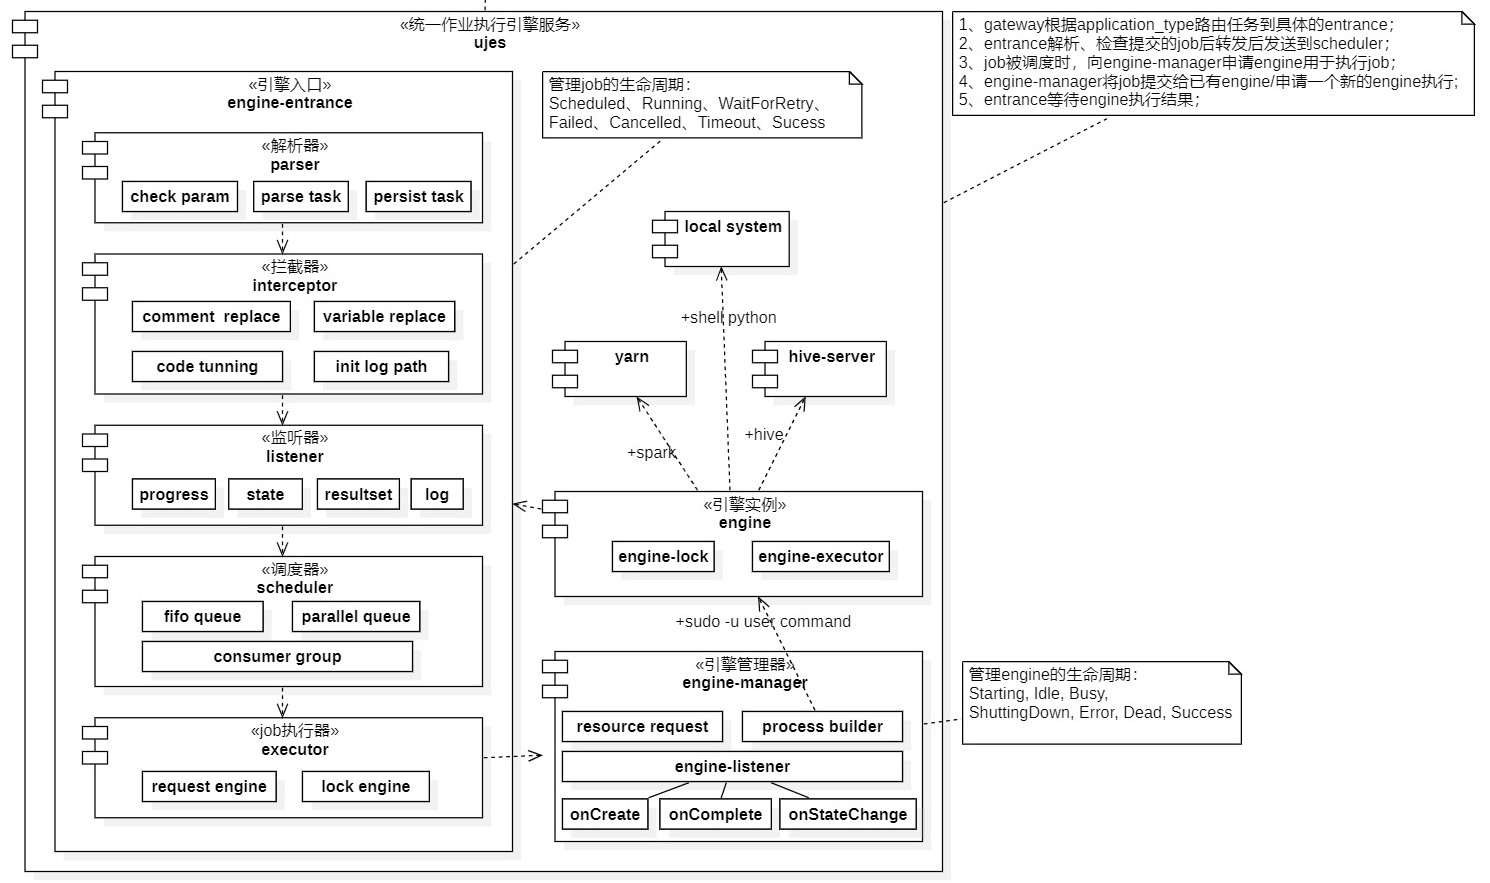 «统一作业执行引擎服务»
ujes
«引擎入口»
engine-entrance
«解析器»
parser
check param
parse task
persist task
«拦截器»
interceptor
comment  replace
variable replace
code tunning
init log path
«监听器»
listener
progress
state
resultset
log
«调度器»
scheduler
fifo queue
parallel queue
consumer group
«job执行器»
executor
request engine
lock engine
管理job的生命周期：
Scheduled、Running、WaitForRetry、
Failed、Cancelled、Timeout、Sucess
local system
+shell python
yarn
hive-server
+hive
+spark
«引擎实例»
engine
engine-lock
engine-executor
+sudo -u user command
«引擎管理器»
engine-manager
resource request
process builder
engine-listener
onCreate
onComplete
onStateChange
1、gateway根据application_type路由任务到具体的entrance；
2、entrance解析、检查提交的job后转发后发送到scheduler；
3、job被调度时，向engine-manager申请engine用于执行job；
4、engine-manager将job提交给已有engine/申请一个新的engine执行;
5、entrance等待engine执行结果；
管理engine的生命周期：
Starting, Idle, Busy,
ShuttingDown, Error, Dead, Success